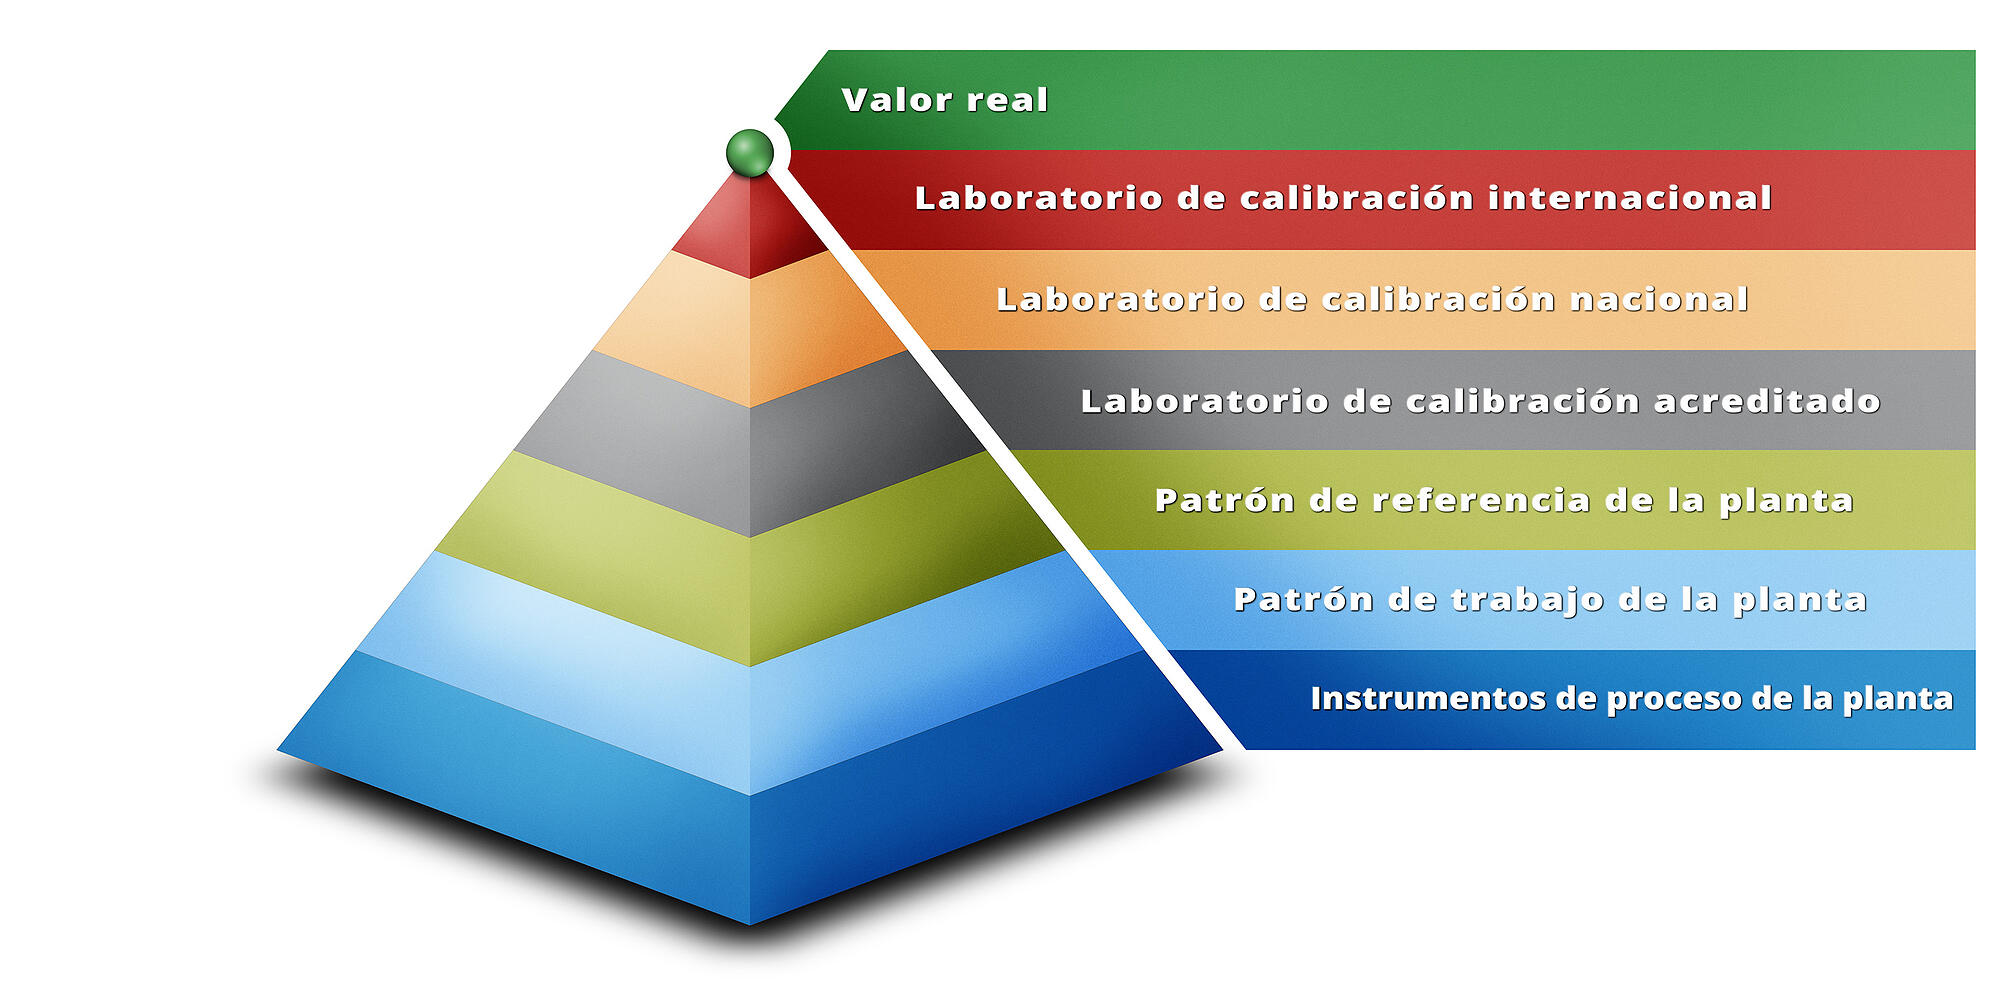 Valor real
Laboratorio de calibración internacional
Laboratorio de calibración nacional
Laboratorio de calibración acreditado
Patrón de referencia de la planta
Patrón de trabajo de la planta
Instrumentos de proceso de la planta